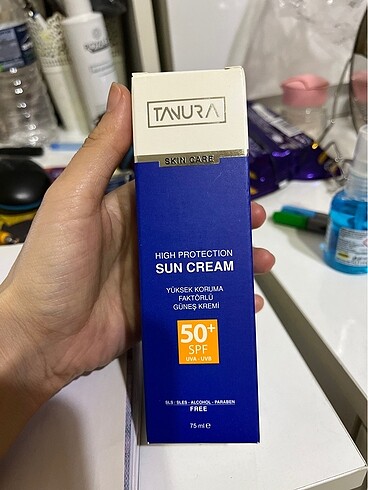 TANURA
SKIN CARE
HIGH PROTECTION
SUN CREAM
YÜKSEK KORUMA
FAKTÖRLÜ
GÜNEŞ KREMİ
50+
SPF
UVA - UVB
SLS - SLES - ALCOHOL - PARABEN
FREE
75 ml ℮